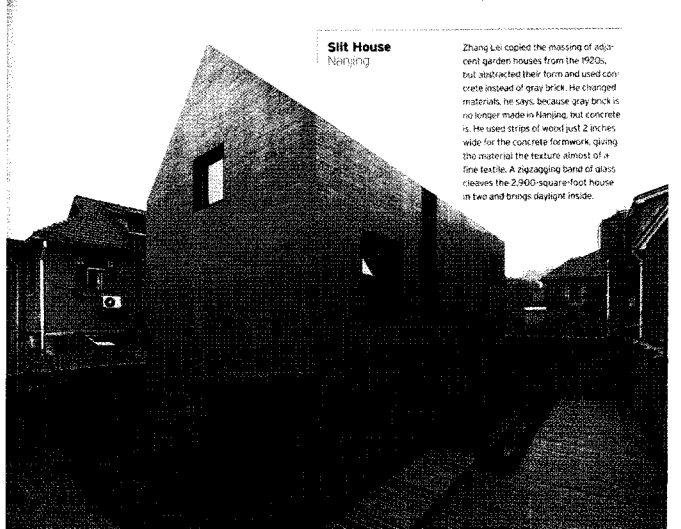 Slit House
Nanjing
Zhang Lei copied the massing of adja-
cent garden houses from the 1920s,
but abstracted their form and used con-
crete instead of gray brick. He changed
materials, he says, because gray brick is
no longer made in Nanjing, but concrete
is. He used strips of wood just 2 inches
wide for the concrete formwork, giving
the material the texture almost of a
fine textile. A zigzagging band of glass
cleaves the 2,900-square-foot house
in two and brings daylight inside.